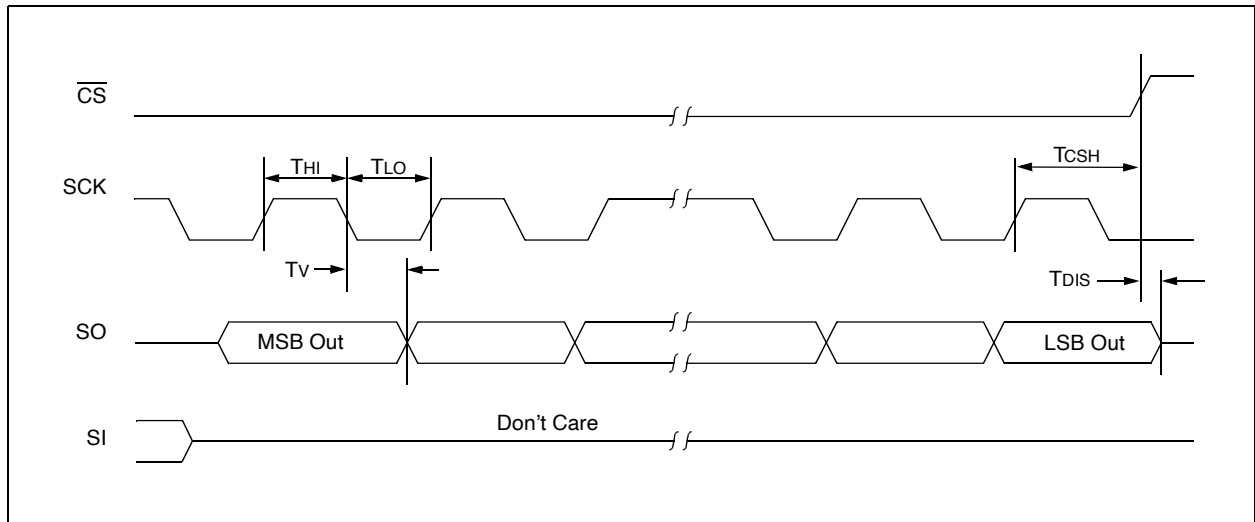 CS
THI TLO TCSH
SCK
TV TDIS
SO MSB Out LSB Out
Don't Care
SI